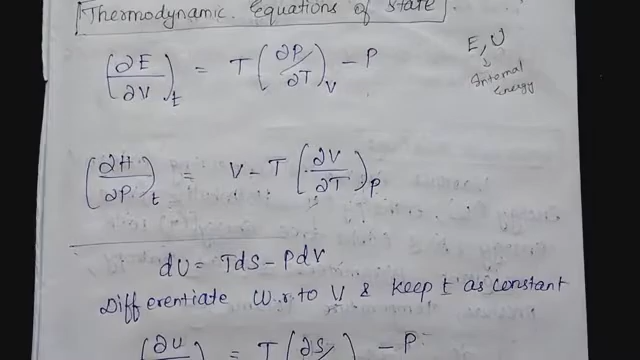 Thermodynamic Equations of state
(∂E/∂V)t = T(∂P/∂T)V - P
E, U
↓
Internal
Energy
(∂H/∂P)t = V - T(∂V/∂T)P
dU = TdS - PdV
Differentiate W.r.to V & keep t as constant
(∂U = T(∂S/ ) - P